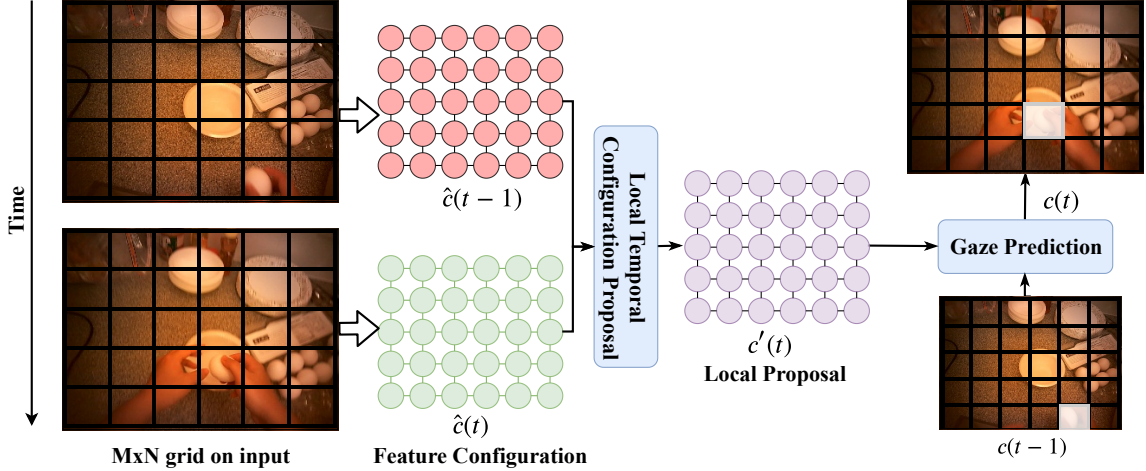 Time
MxN grid on input
ĉ(t − 1)
ĉ(t)
Feature Configuration
Local Temporal
Configuration Proposal
c′(t)
Local Proposal
c(t)
Gaze Prediction
c(t−1)